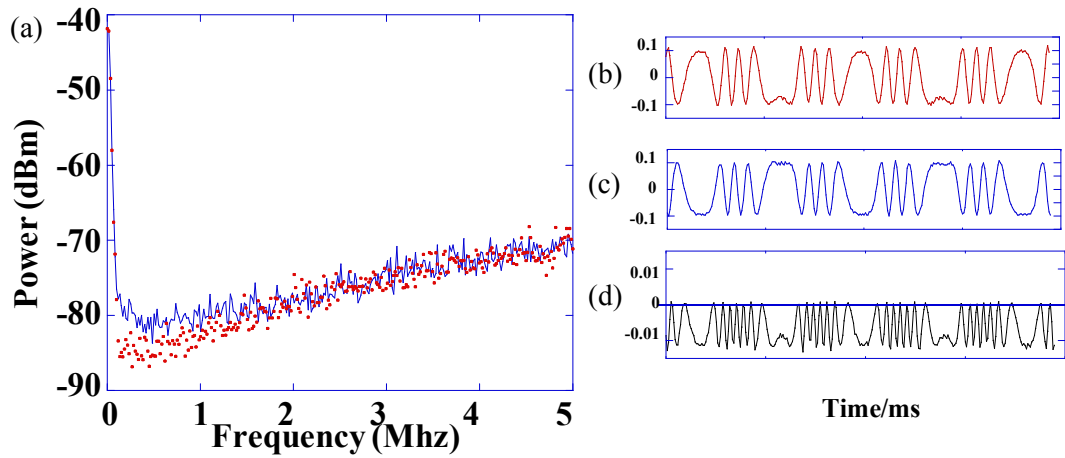 (a)
Power (dBm)
-40
-50
-60
-70
-80
-90
0 1 2 3 4 5
Frequency (Mhz)
(b)
0.1
0
-0.1
(c)
0.1
0
-0.1
(d)
0.01
0
-0.01
Time/ms